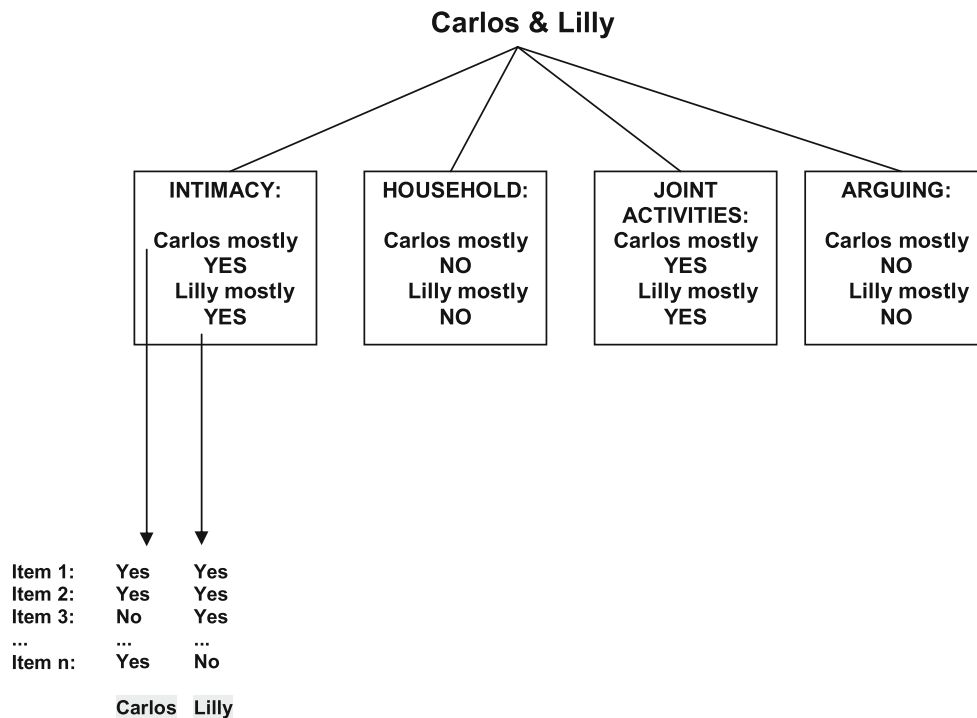 Carlos & Lilly
INTIMACY:
Carlos mostly
YES
Lilly mostly
YES
HOUSEHOLD:
Carlos mostly
NO
Lilly mostly
NO
JOINT
ACTIVITIES:
Carlos mostly
YES
Lilly mostly
YES
ARGUING:
Carlos mostly
NO
Lilly mostly
NO
Item 1: Yes Yes
Item 2: Yes Yes
Item 3: No Yes
... ... ...
Item n: Yes No
Carlos Lilly